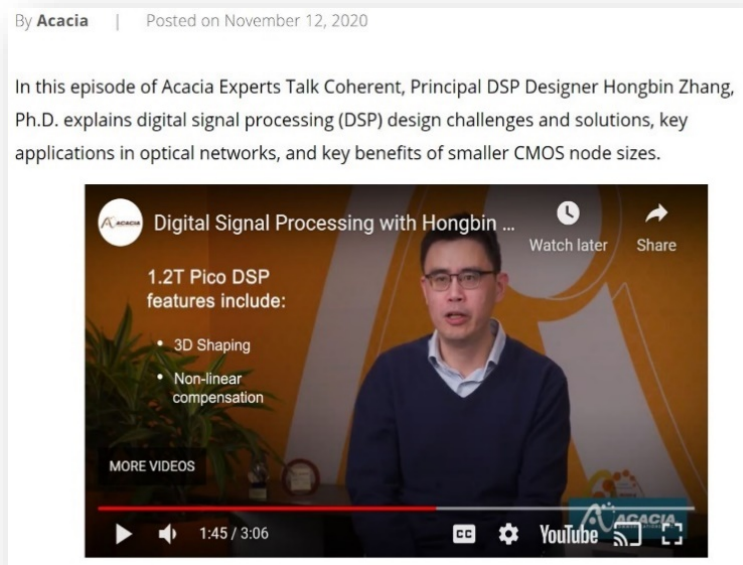 By Acacia | Posted on November 12, 2020
In this episode of Acacia Experts Talk Coherent, Principal DSP Designer Hongbin Zhang,
Ph.D. explains digital signal processing (DSP) design challenges and solutions, key
applications in optical networks, and key benefits of smaller CMOS node sizes.
ACACIA
Digital Signal Processing with Hongbin ...
Watch later
Share
1.2T Pico DSP
features include:
• 3D Shaping
• Non-linear
compensation
MORE VIDEOS
1:45 / 3:06
CC
YouTube
ACACIA